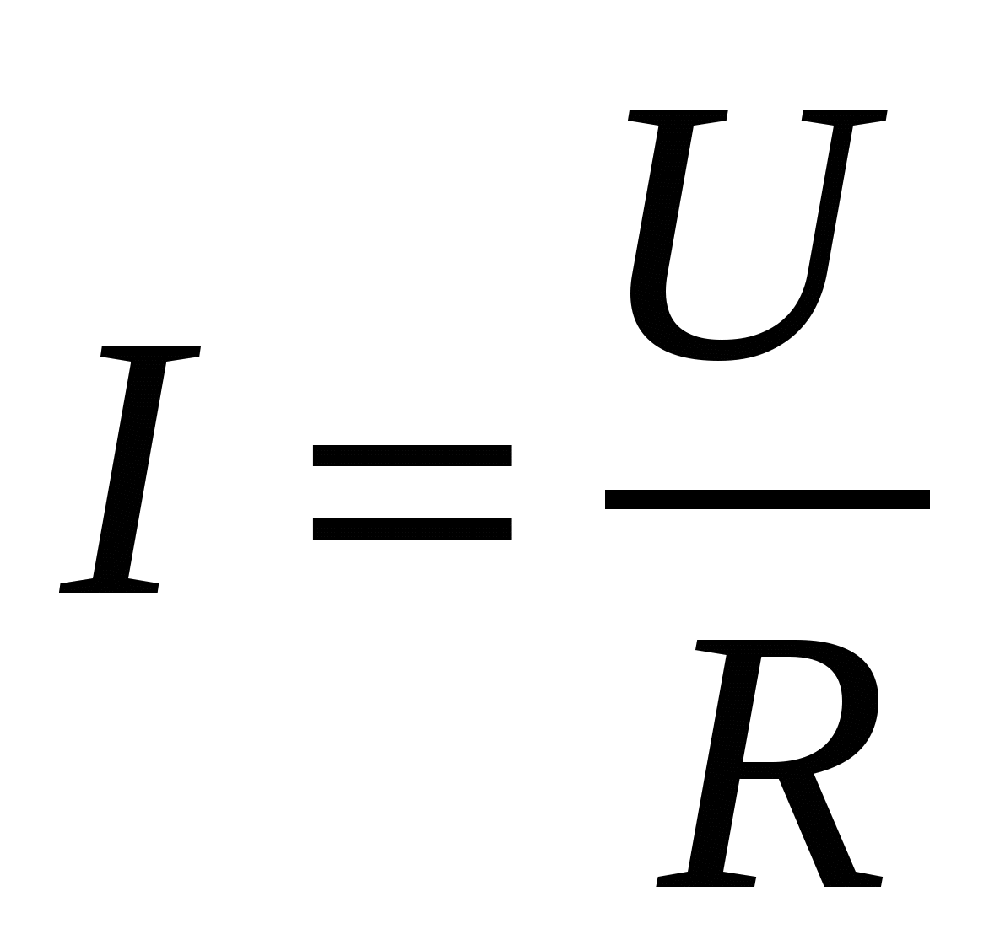 I = U/R